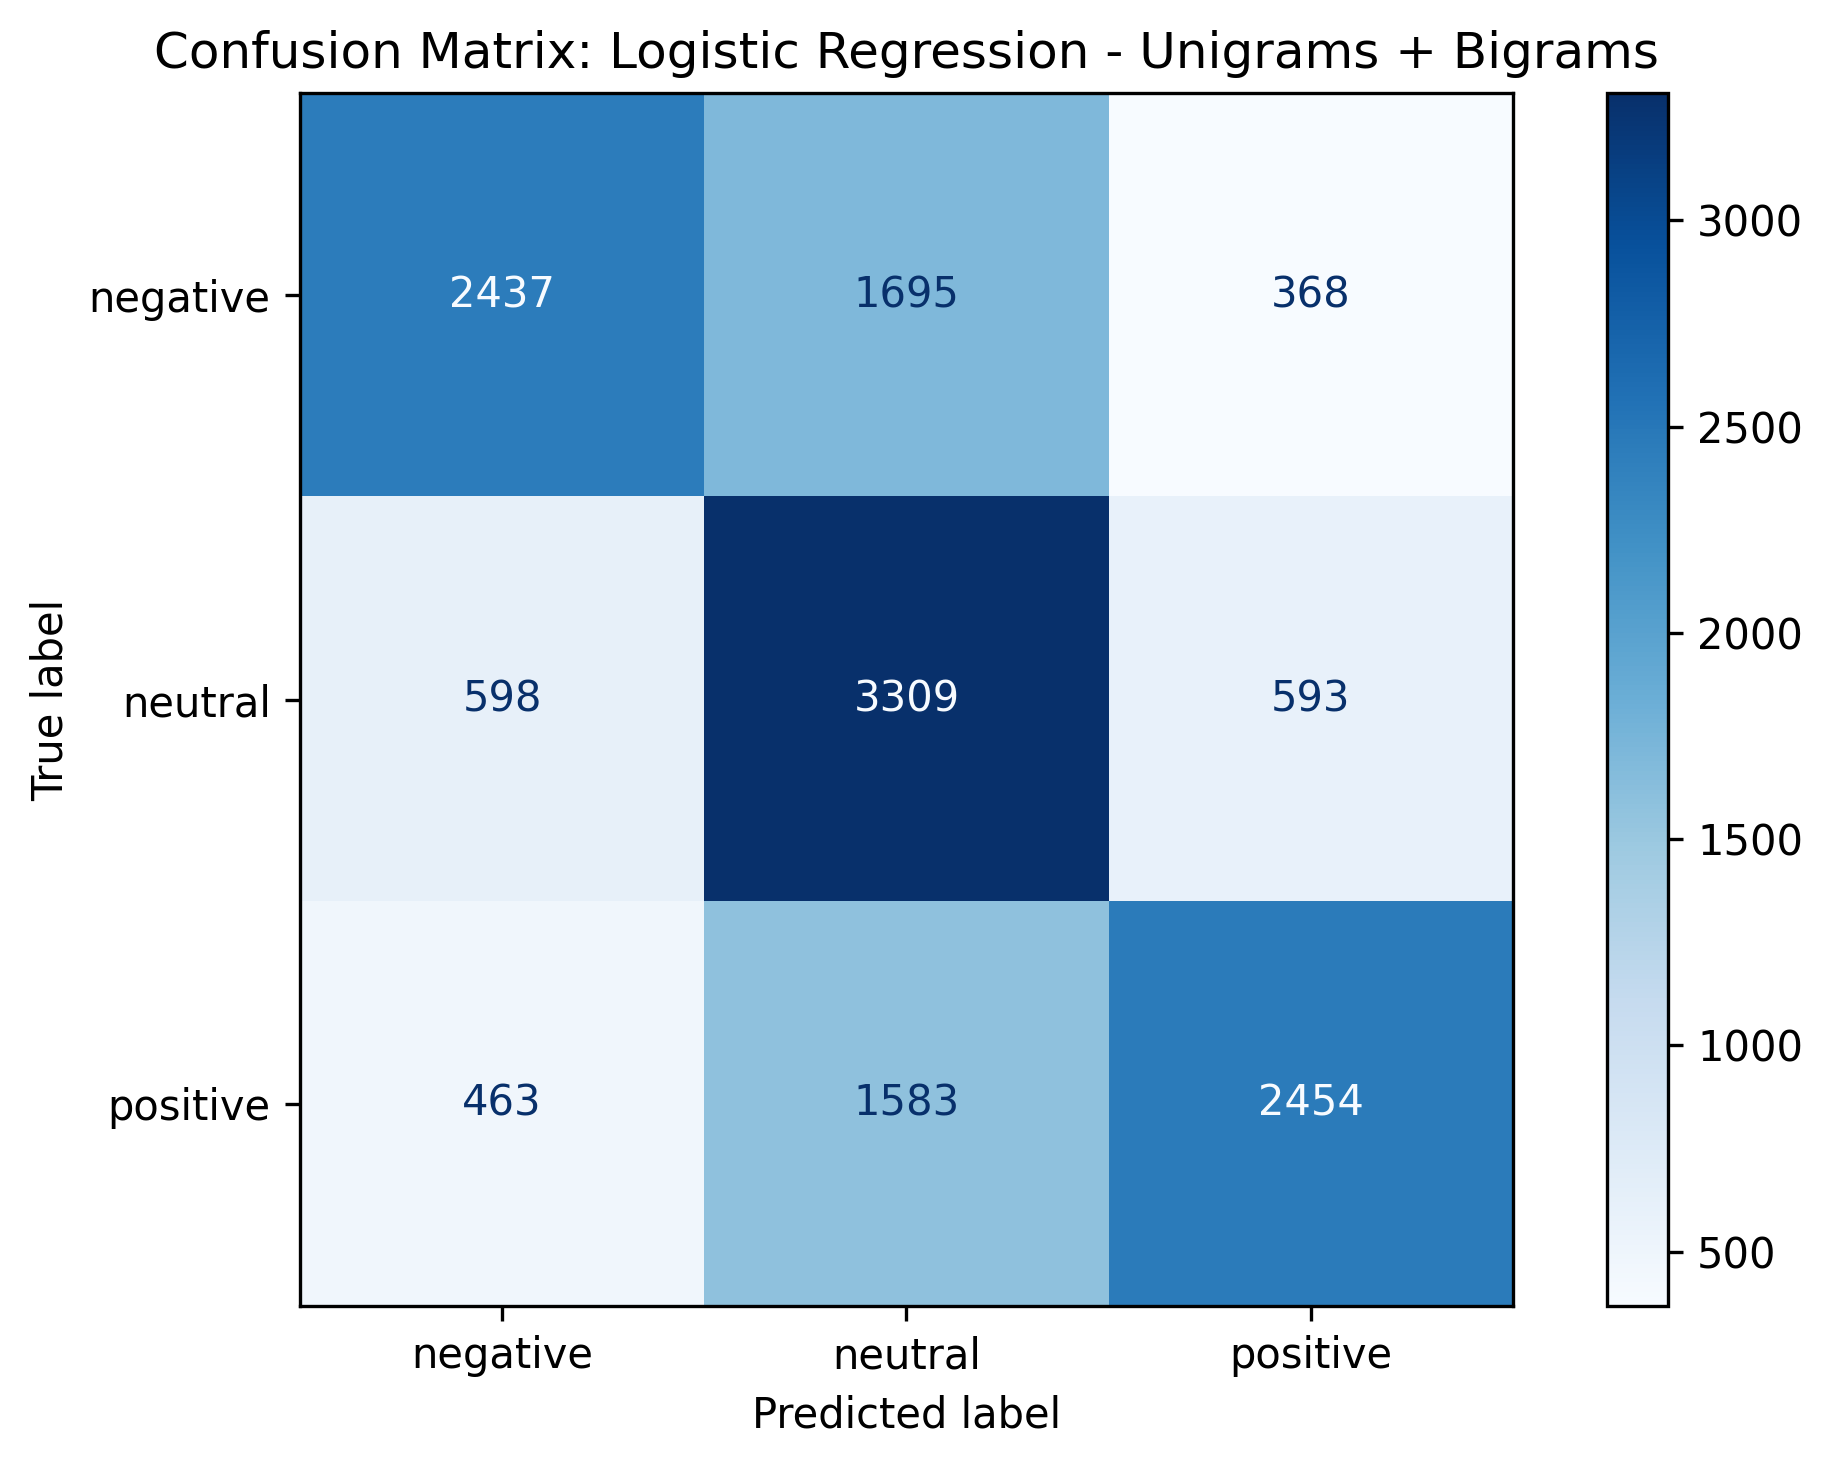 Confusion Matrix: Logistic Regression - Unigrams + Bigrams
True label
negative
2437
1695
368
neutral
598
3309
593
positive
463
1583
2454
negative
neutral
positive
Predicted label
3000
2500
2000
1500
1000
500